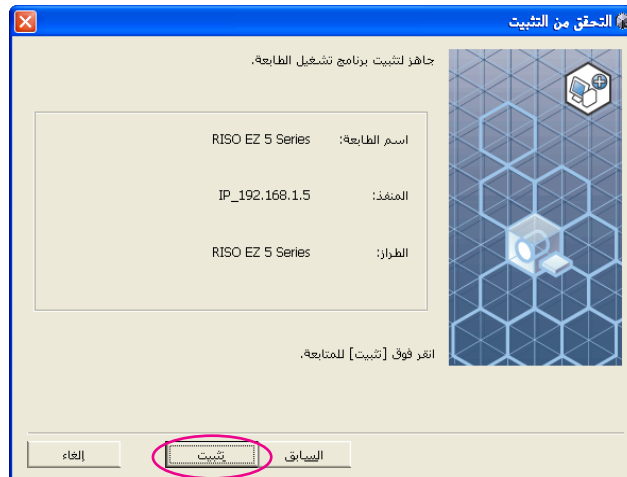 التحقق من التثبيت
جاهز لتثبيت برنامج تشغيل الطابعة.
اسم الطابعة: RISO EZ 5 Series
المنفذ: IP_192.168.1.5
الطراز: RISO EZ 5 Series
انقر فوق [تثبيت] للمتابعة.
السابق تثبيت إلغاء